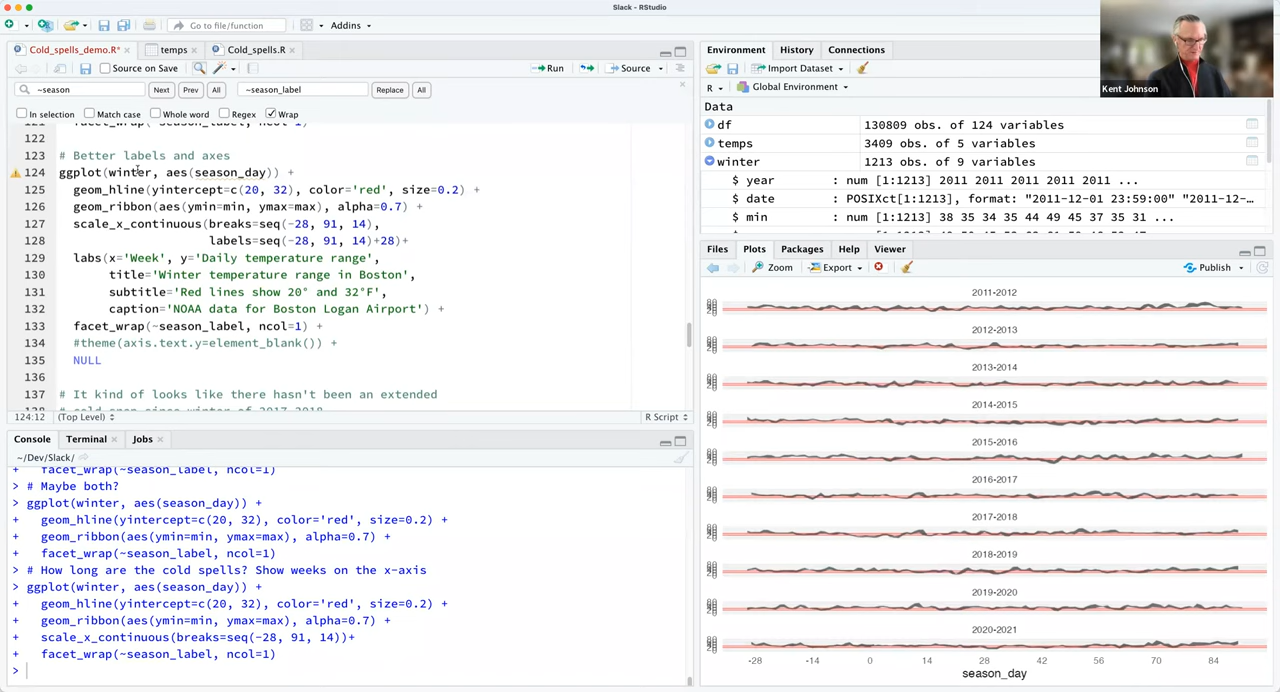 Slack - RStudio
Go to file/function
Addins
Cold_spells_demo.R*
temps
Cold_spells.R
Source on Save
Run
Source
~season
Next
Prev
All
~season_label
Replace
All
In selection
Match case
Whole word
Regex
Wrap
121 facet_wrap(~season_label, ncol=1)
122
123 # Better labels and axes
124 ggplot(winter, aes(season_day)) +
125 geom_hline(yintercept=c(20, 32), color='red', size=0.2) +
126 geom_ribbon(aes(ymin=min, ymax=max), alpha=0.7) +
127 scale_x_continuous(breaks=seq(-28, 91, 14),
128 labels=seq(-28, 91, 14)+28)+
129 labs(x='Week', y='Daily temperature range',
130 title='Winter temperature range in Boston',
131 subtitle='Red lines show 20° and 32°F',
132 caption='NOAA data for Boston Logan Airport') +
133 facet_wrap(~season_label, ncol=1) +
134 #theme(axis.text.y=element_blank()) +
135 NULL
136
137 # It kind of looks like there hasn't been an extended
124:12
(Top Level)
R Script
Console
Terminal
Jobs
~/Dev/Slack/
+ facet_wrap(~season_label, ncol=1)
> # Maybe both?
> ggplot(winter, aes(season_day)) +
+ geom_hline(yintercept=c(20, 32), color='red', size=0.2) +
+ geom_ribbon(aes(ymin=min, ymax=max), alpha=0.7) +
+ facet_wrap(~season_label, ncol=1)
> # How long are the cold spells? Show weeks on the x-axis
> ggplot(winter, aes(season_day)) +
+ geom_hline(yintercept=c(20, 32), color='red', size=0.2) +
+ geom_ribbon(aes(ymin=min, ymax=max), alpha=0.7) +
+ scale_x_continuous(breaks=seq(-28, 91, 14))+
+ facet_wrap(~season_label, ncol=1)
>
Environment
History
Connections
Import Dataset
R
Global Environment
Data
df 130809 obs. of 124 variables
temps 3409 obs. of 5 variables
winter 1213 obs. of 9 variables
$ year : num [1:1213] 2011 2011 2011 2011 2011 ...
$ date : POSIXct[1:1213], format: "2011-12-01 23:59:00" "2011-12-...
$ min : num [1:1213] 38 35 34 35 44 49 45 37 35 31 ...
Kent Johnson
Files
Plots
Packages
Help
Viewer
Zoom
Export
Publish
2011-2012
2012-2013
2013-2014
2014-2015
2015-2016
2016-2017
2017-2018
2018-2019
2019-2020
2020-2021
-28 -14 0 14 28 42 56 70 84
season_day